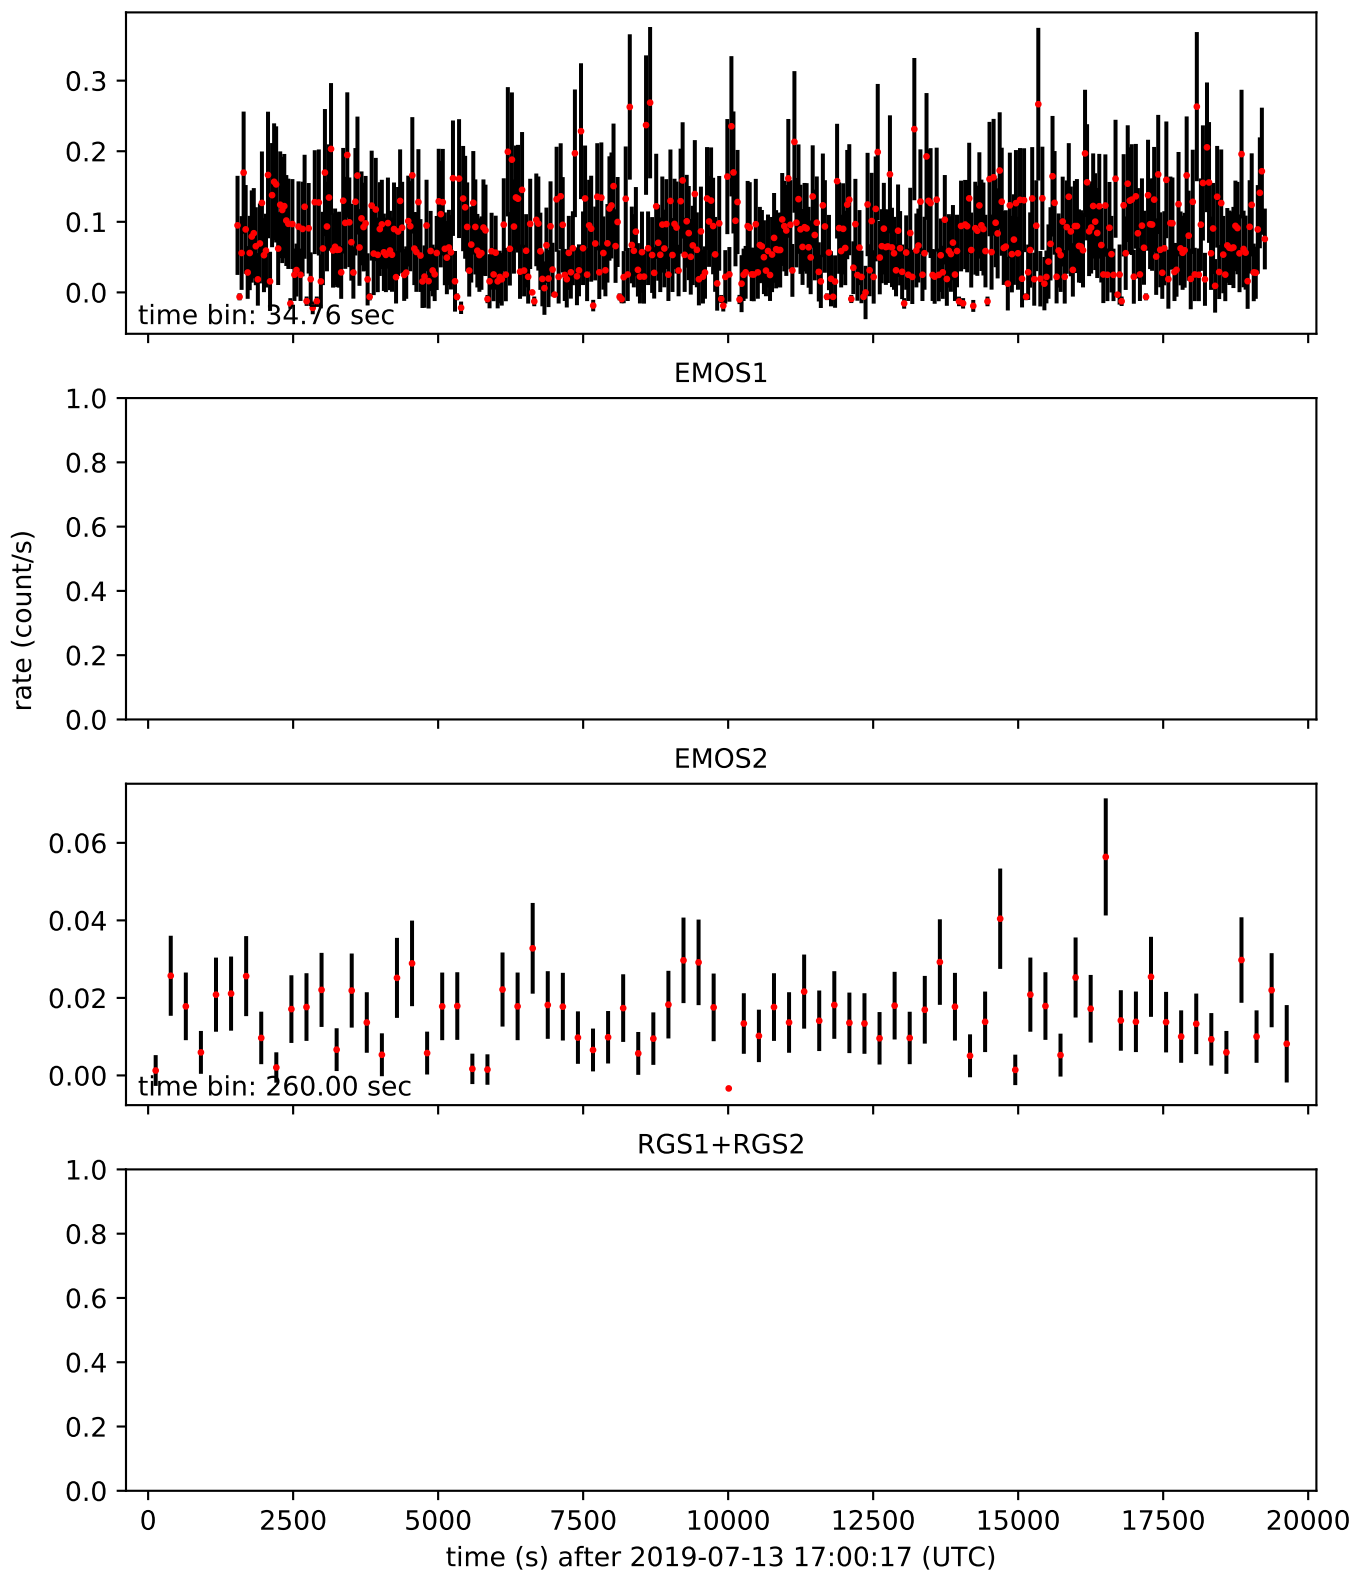 0.3
0.2
0.1
0.0
time bin: 34.76 sec
EMOS1
1.0
0.8
0.6
0.4
0.2
0.0
rate (count/s)
EMOS2
0.06
0.04
0.02
0.00
time bin: 260.00 sec
RGS1+RGS2
1.0
0.8
0.6
0.4
0.2
0.0
0 2500 5000 7500 10000 12500 15000 17500 20000
time (s) after 2019-07-13 17:00:17 (UTC)